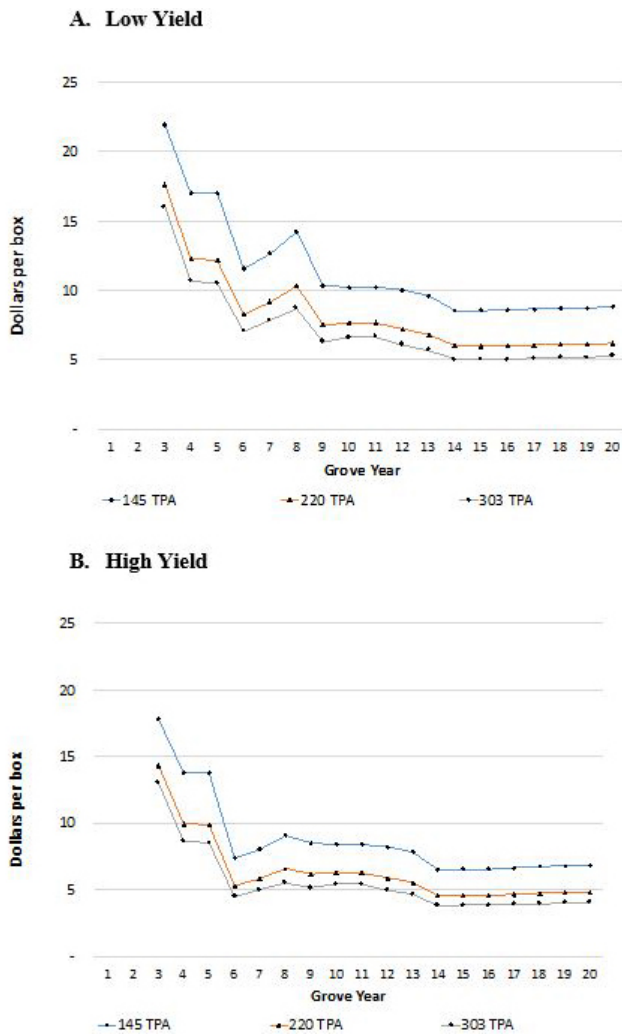 A. Low Yield
25
20
15
10
5
-
Dollars per box
1 2 3 4 5 6 7 8 9 10 11 12 13 14 15 16 17 18 19 20
Grove Year
145 TPA 220 TPA 303 TPA
B. High Yield
25
20
15
10
5
-
Dollars per box
1 2 3 4 5 6 7 8 9 10 11 12 13 14 15 16 17 18 19 20
Grove Year
145 TPA 220 TPA 303 TPA